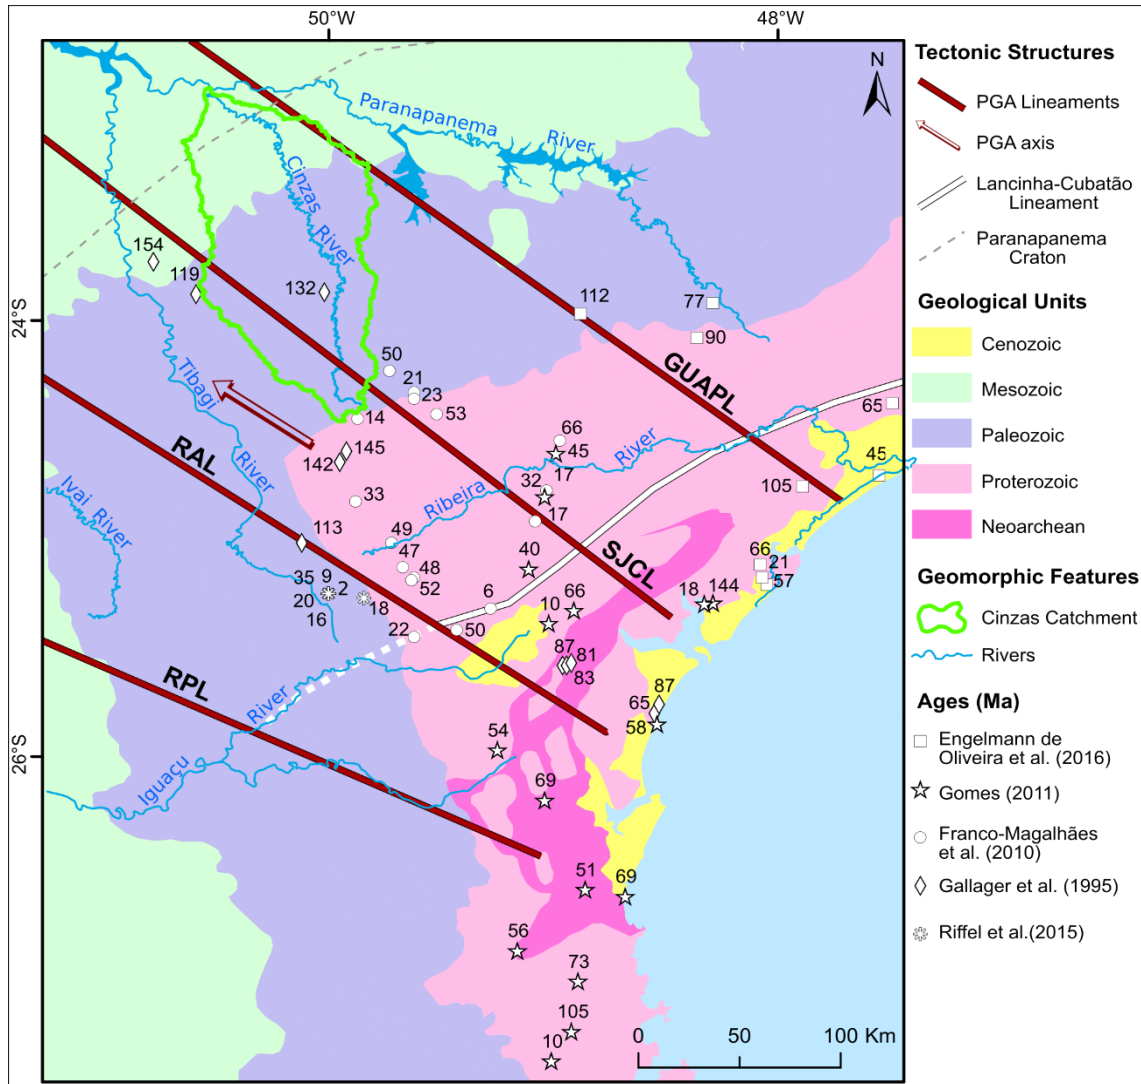 50°W
48°W
N
Paranapanema
River
Cinzas
River
154
119
132
24°S
112
77
90
GUAPL
50
21
23
53
14
65
Tibagi
River
66
45
River
45
145
142
RAL
17
32
105
Ivai
River
33
Ribeira
17
113
49
SJCL
47
40
66
21
57
48
52
35
9
2
20
18
16
6
66
18
144
10
22
50
87
81
83
RPL
River
87
65
58
54
26°S
Iguaçu
69
51
69
56
73
105
10
0
50
100 Km
Tectonic Structures
PGA Lineaments
PGA axis
Lancinha-Cubatão
Lineament
Paranapanema
Craton
Geological Units
Cenozoic
Mesozoic
Paleozoic
Proterozoic
Neoarchean
Geomorphic Features
Cinzas Catchment
Rivers
Ages (Ma)
Engelmann de
Oliveira et al. (2016)
Gomes (2011)
Franco-Magalhães
et al. (2010)
Gallager et al. (1995)
Riffel et al.(2015)